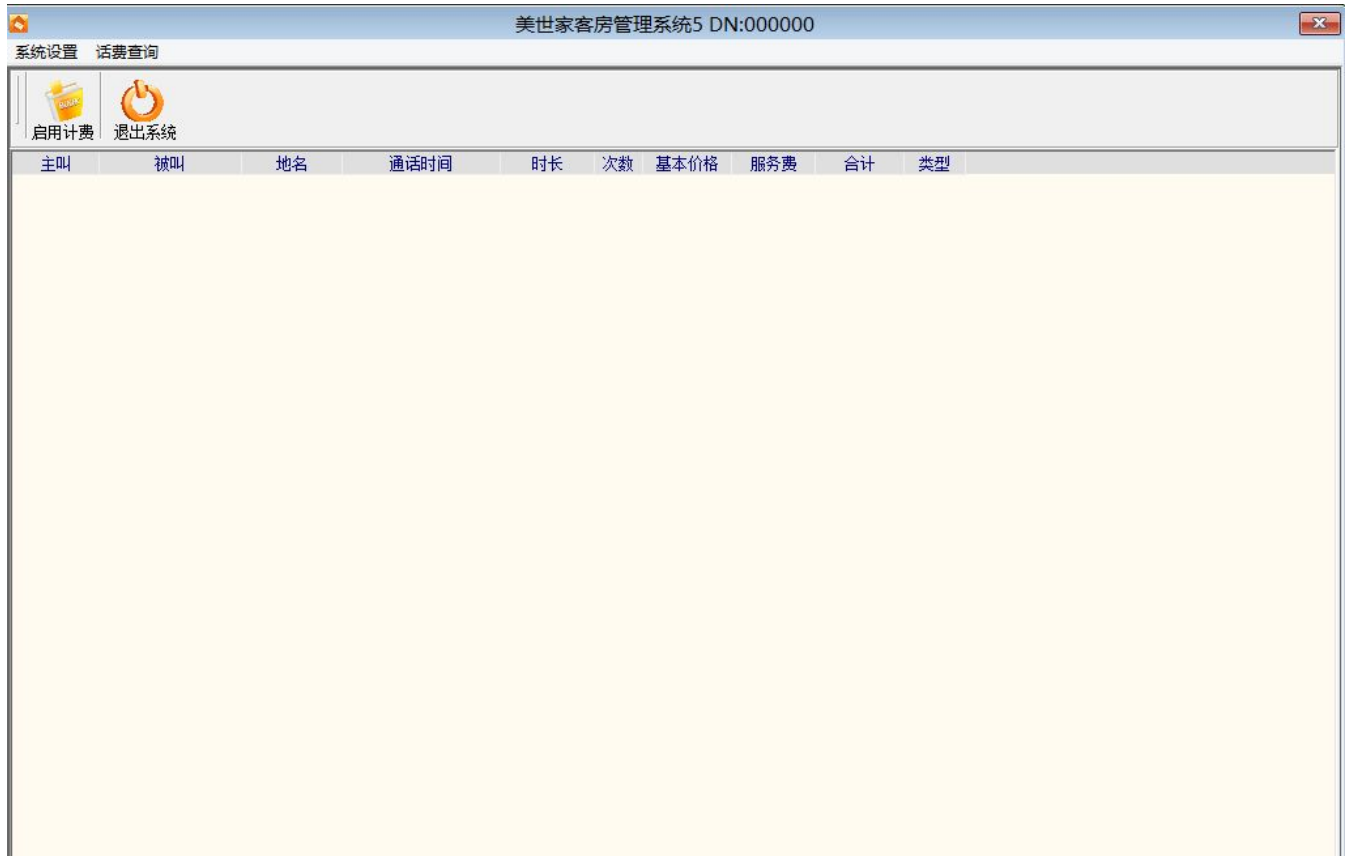 美世家客房管理系统5 DN:000000
系统设置 话费查询
BOOK
启用计费 退出系统
主叫 被叫 地名 通话时间 时长 次数 基本价格 服务费 合计 类型